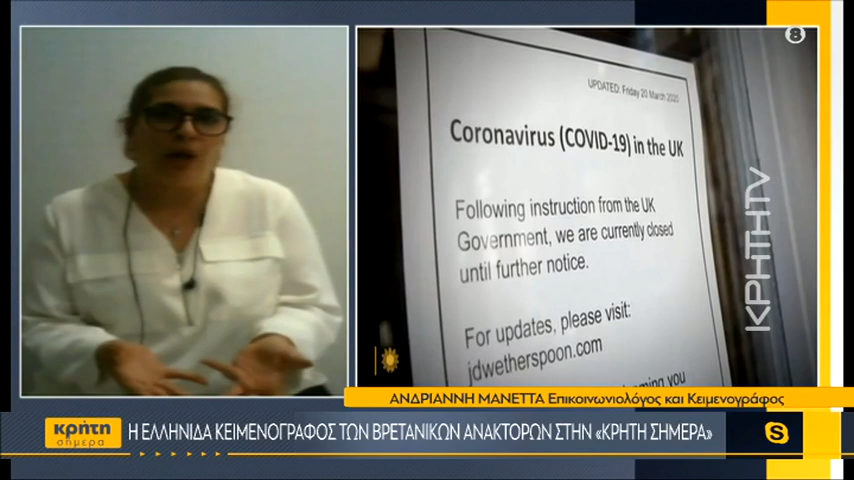 8
UPDATED: Friday 20 March 2020
Coronavirus (COVID-19) in the UK
Following instruction from the UK
Government, we are currently closed
until further notice.
For updates, please visit:
jdwetherspoon.com
you
ΚΡΗΤΗTV
ΑΝΔΡΙΑΝΝΗ ΜΑΝΕΤΤΑ Επικοινωνιολόγος και Κειμενογράφος
κρήτη
σήμερα
Η ΕΛΛΗΝΙΔΑ ΚΕΙΜΕΝΟΓΡΑΦΟΣ ΤΩΝ ΒΡΕΤΑΝΙΚΩΝ ΑΝΑΚΤΟΡΩΝ ΣΤΗΝ «ΚΡΗΤΗ ΣΗΜΕΡΑ»
S